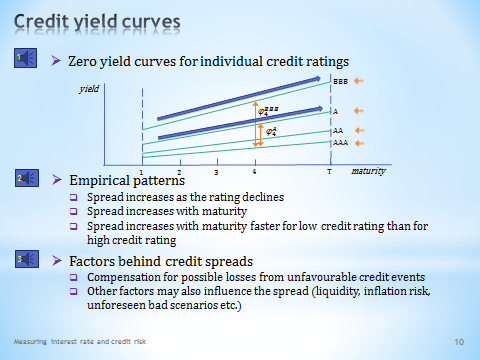 Credit yield curves
1
Zero yield curves for individual credit ratings
yield
BBB
φ₄ᴮᴮᴮ
A
φ₄ᴬ
AA
AAA
1 2 3 4 T maturity
2
Empirical patterns
Spread increases as the rating declines
Spread increases with maturity
Spread increases with maturity faster for low credit rating than for
high credit rating
3
Factors behind credit spreads
Compensation for possible losses from unfavourable credit events
Other factors may also influence the spread (liquidity, inflation risk,
unforeseen bad scenarios etc.)
Measuring interest rate and credit risk
10